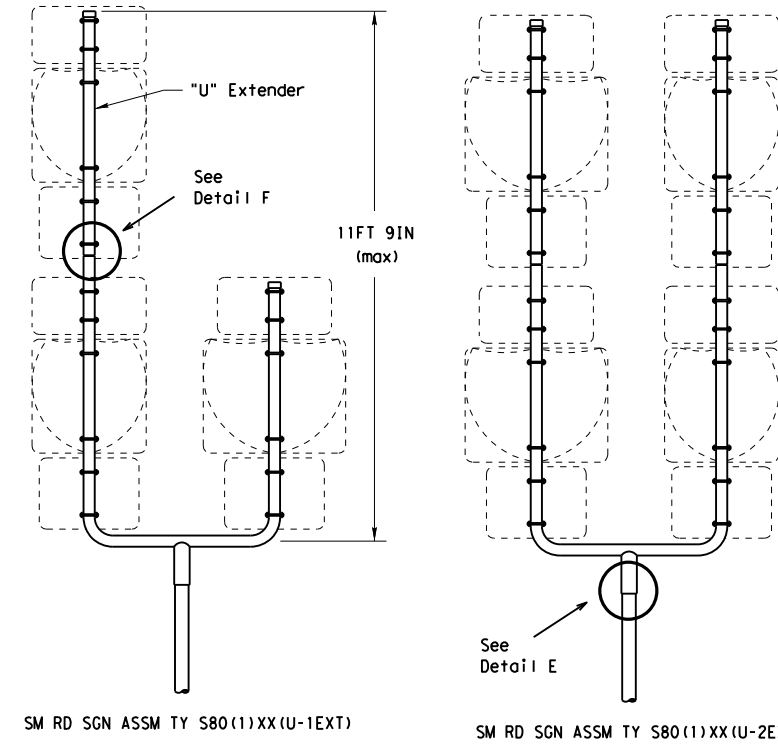 "U" Extender
See
Detail F
11FT 9IN
(max)
See
Detail E
SM RD SGN ASSM TY S80(1)XX(U-1EXT)
SM RD SGN ASSM TY S80(1)XX(U-2E